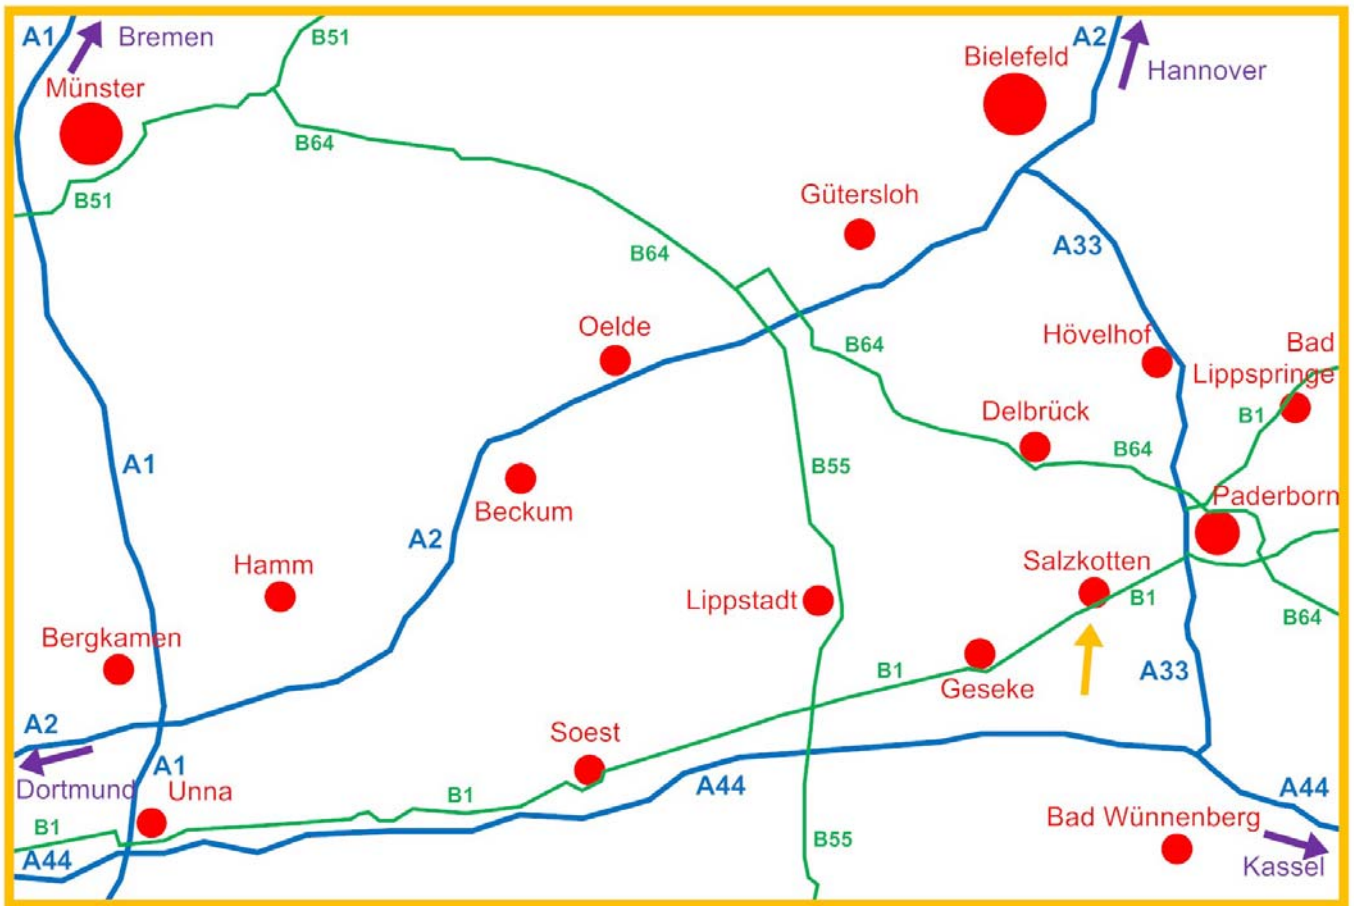 A1
Bremen
B51
Bielefeld
A2
Hannover
Münster
B64
B51
Gütersloh
B64
A33
Oelde
Hövelhof
B64
Bad
Lippspringe
Delbrück
B1
A1
B55
B64
Beckum
Paderborn
A2
Hamm
Salzkotten
Lippstadt
B1
B64
Bergkamen
B1
A33
Geseke
A2
Soest
A1
Dortmund
Unna
B1
A44
A44
B1
B55
Bad Wünnenberg
A44
Kassel